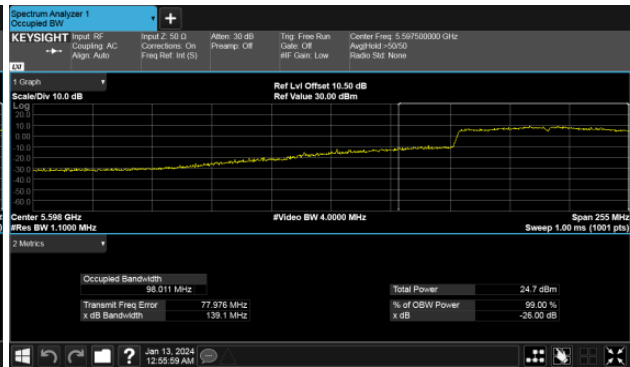 Spectrum Analyzer 1
Occupied BW
+
KEYSIGHT Input: RF Input Z: 50 Ω Atten: 30 dB Trig: Free Run Center Freq: 5.597500000 GHz
Coupling: AC Corrections: On Preamp: Off Gate: Off Avg|Hold:>50/50
Align: Auto Freq Ref: Int (S) #IF Gain: Low Radio Std: None
LXI
1 Graph Ref Lvl Offset 10.50 dB
Scale/Div 10.0 dB Ref Value 30.00 dBm
Log
20.0
10.0
0.00
-10.0
-20.0
-30.0
-40.0
-50.0
-60.0
Center 5.598 GHz #Video BW 4.0000 MHz Span 255 MHz
#Res BW 1.1000 MHz Sweep 1.00 ms (1001 pts)
2 Metrics
Occupied Bandwidth
98.011 MHz Total Power 24.7 dBm
Transmit Freq Error 77.976 MHz % of OBW Power 99.00 %
x dB Bandwidth 139.1 MHz x dB -26.00 dB
? Jan 13, 2024
12:55:59 AM